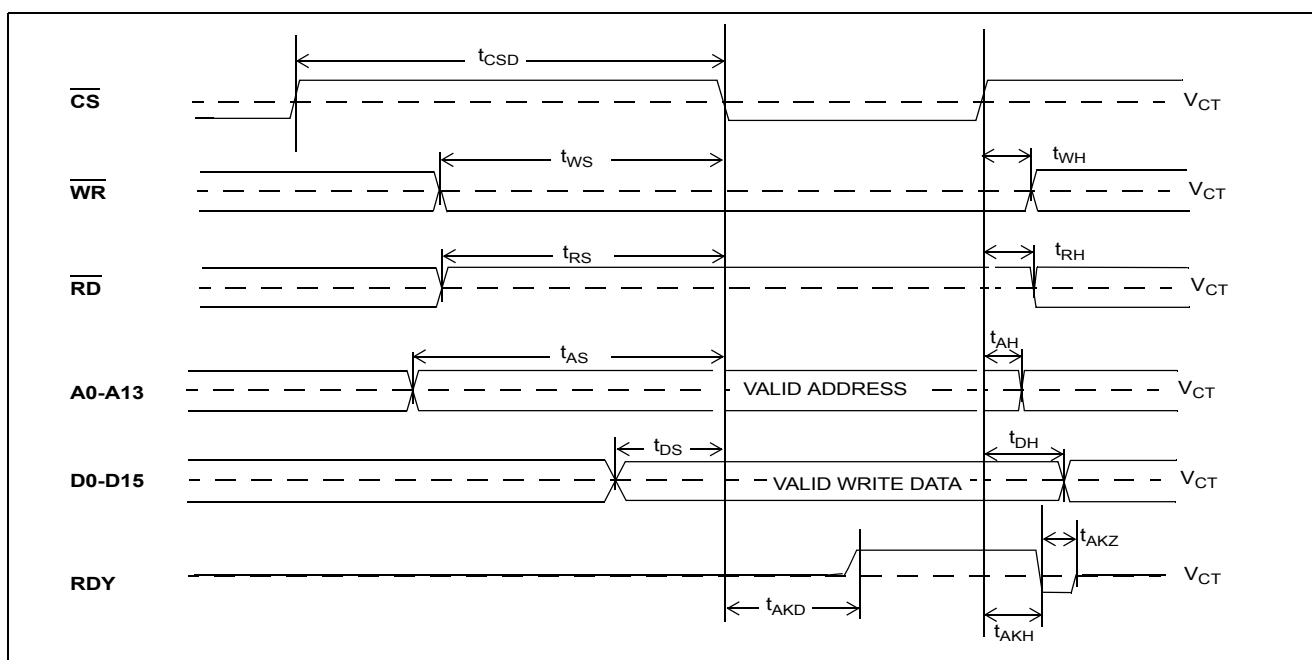 tCSD
CS
VCT
tWS
tWH
WR
VCT
tRS
tRH
RD
VCT
tAS
tAH
A0-A13
VALID ADDRESS
VCT
tDS
tDH
D0-D15
VALID WRITE DATA
VCT
tAKZ
RDY
VCT
tAKD
tAKH